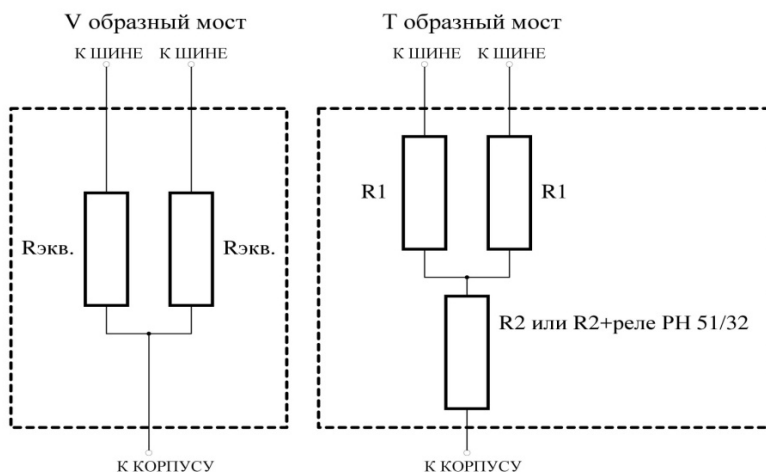 V образный мост
К ШИНЕ К ШИНЕ
Rэкв.
Rэкв.
К КОРПУСУ
Т образный мост
К ШИНЕ К ШИНЕ
R1
R1
R2 или R2+реле РН 51/32
К КОРПУСУ